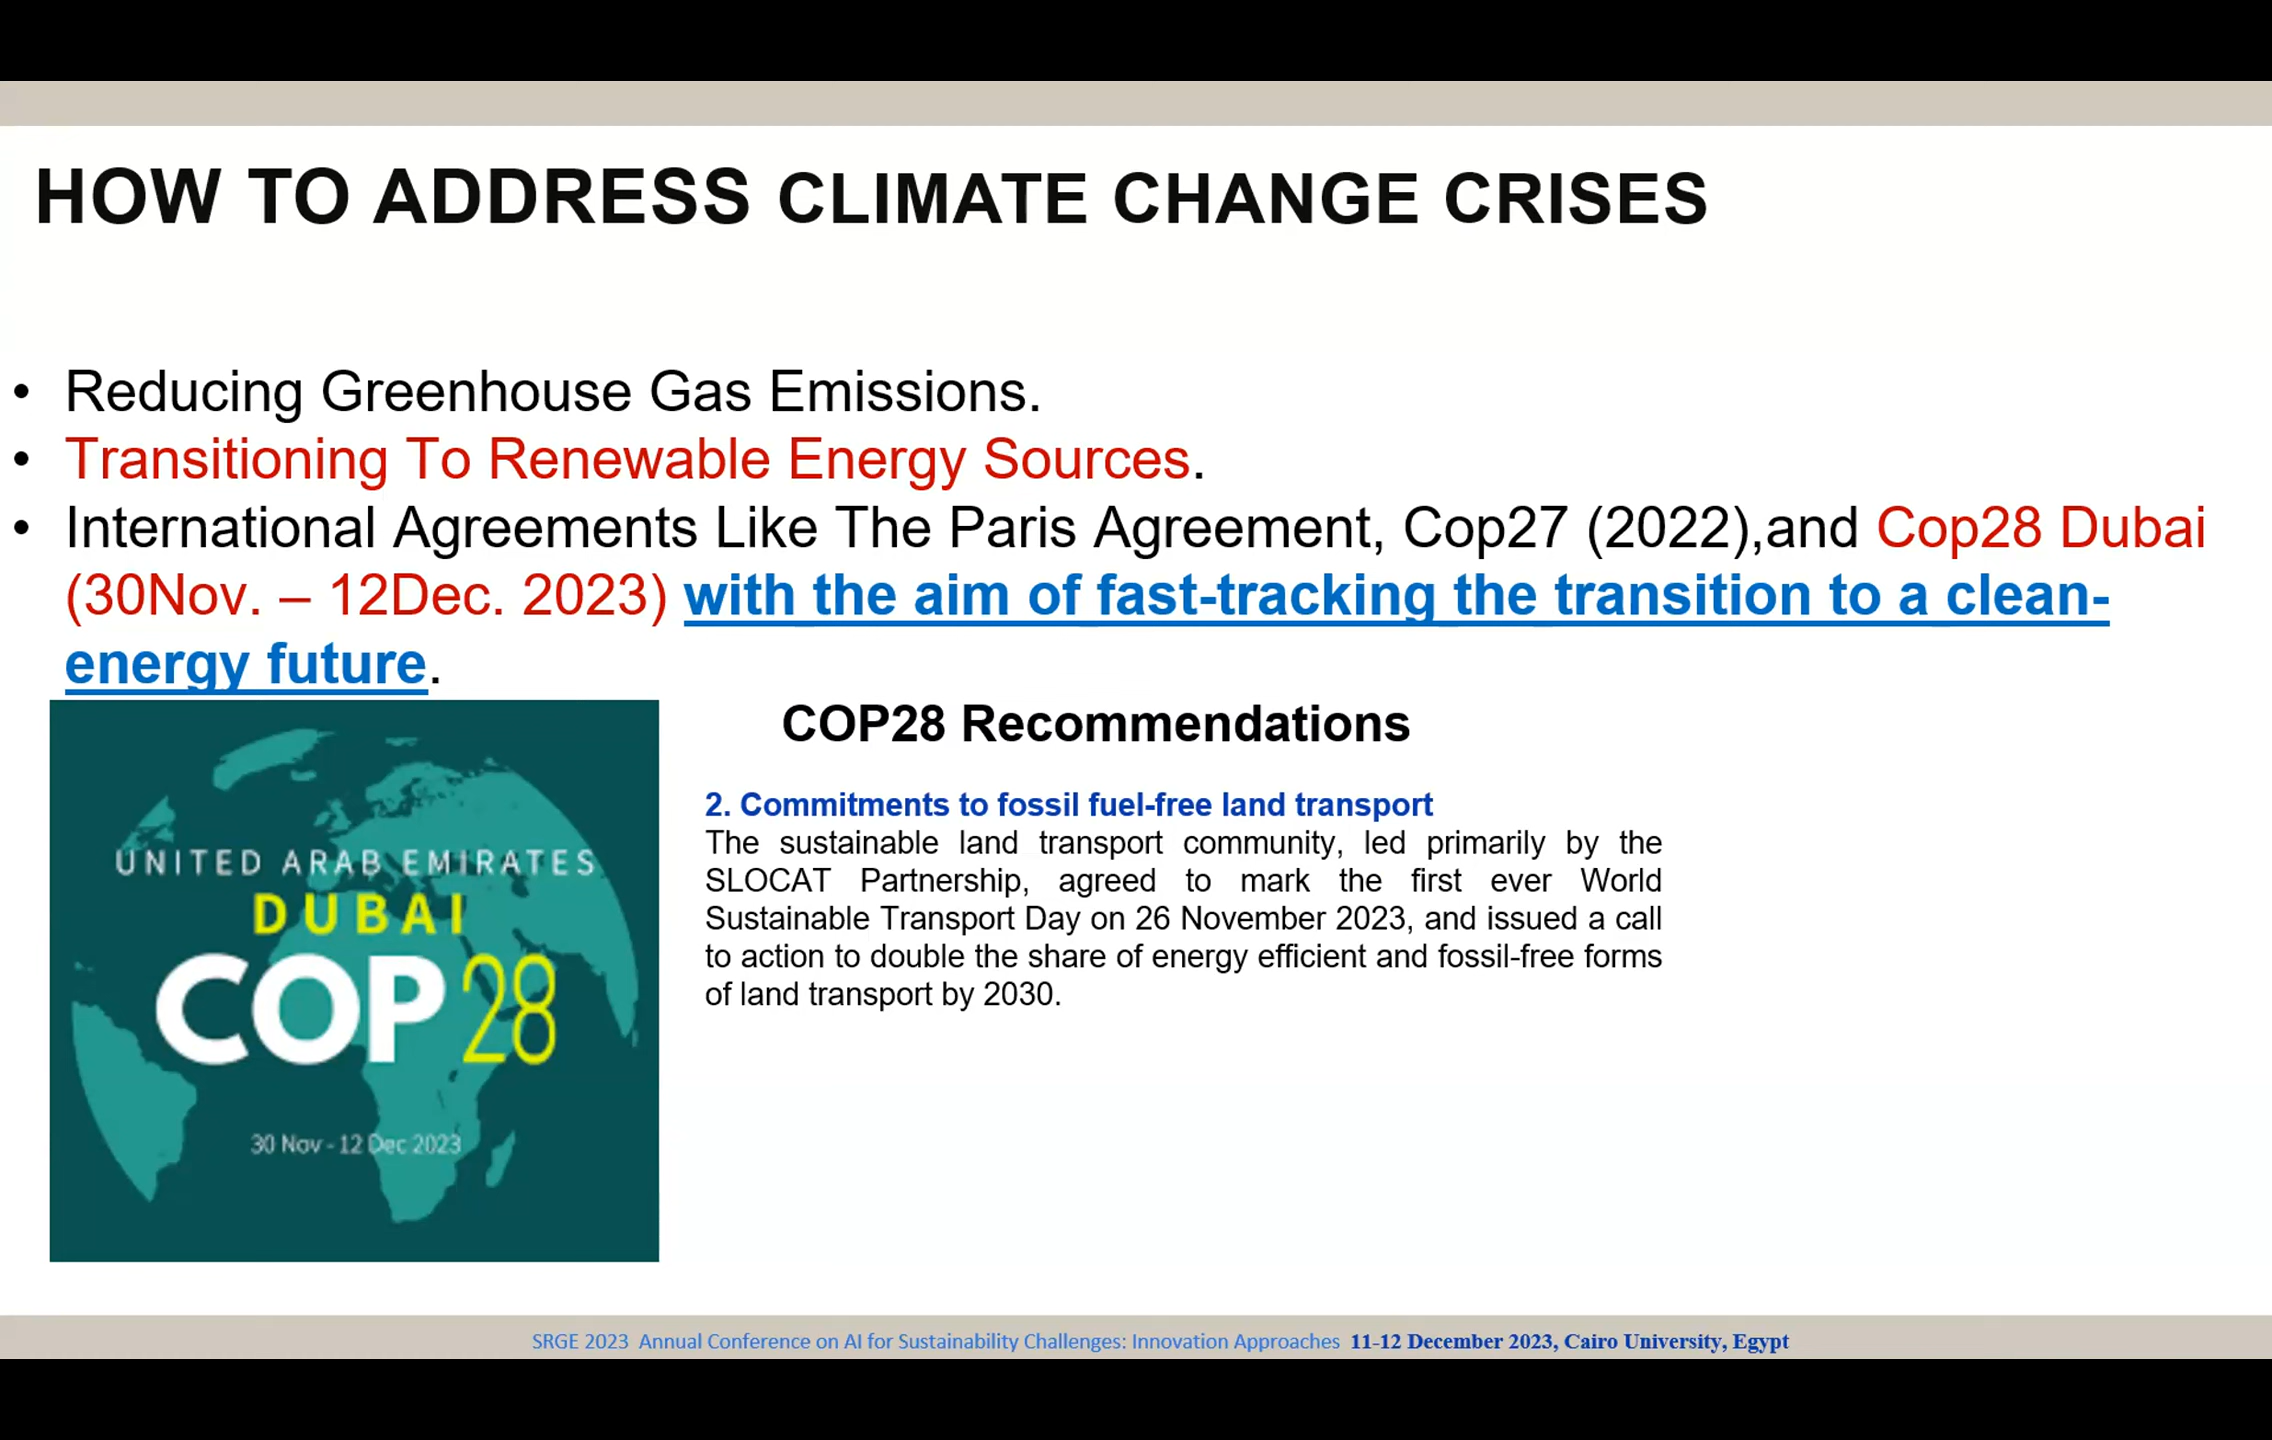 HOW TO ADDRESS CLIMATE CHANGE CRISES
• Reducing Greenhouse Gas Emissions.
• Transitioning To Renewable Energy Sources.
• International Agreements Like The Paris Agreement, Cop27 (2022),and Cop28 Dubai
(30Nov. – 12Dec. 2023) with the aim of fast-tracking the transition to a clean-
energy future.
UNITED ARAB EMIRATES
DUBAI
COP28
30 Nov - 12 Dec 2023
COP28 Recommendations
2. Commitments to fossil fuel-free land transport
The sustainable land transport community, led primarily by the
SLOCAT Partnership, agreed to mark the first ever World
Sustainable Transport Day on 26 November 2023, and issued a call
to action to double the share of energy efficient and fossil-free forms
of land transport by 2030.
SRGE 2023 Annual Conference on AI for Sustainability Challenges: Innovation Approaches 11-12 December 2023, Cairo University, Egypt